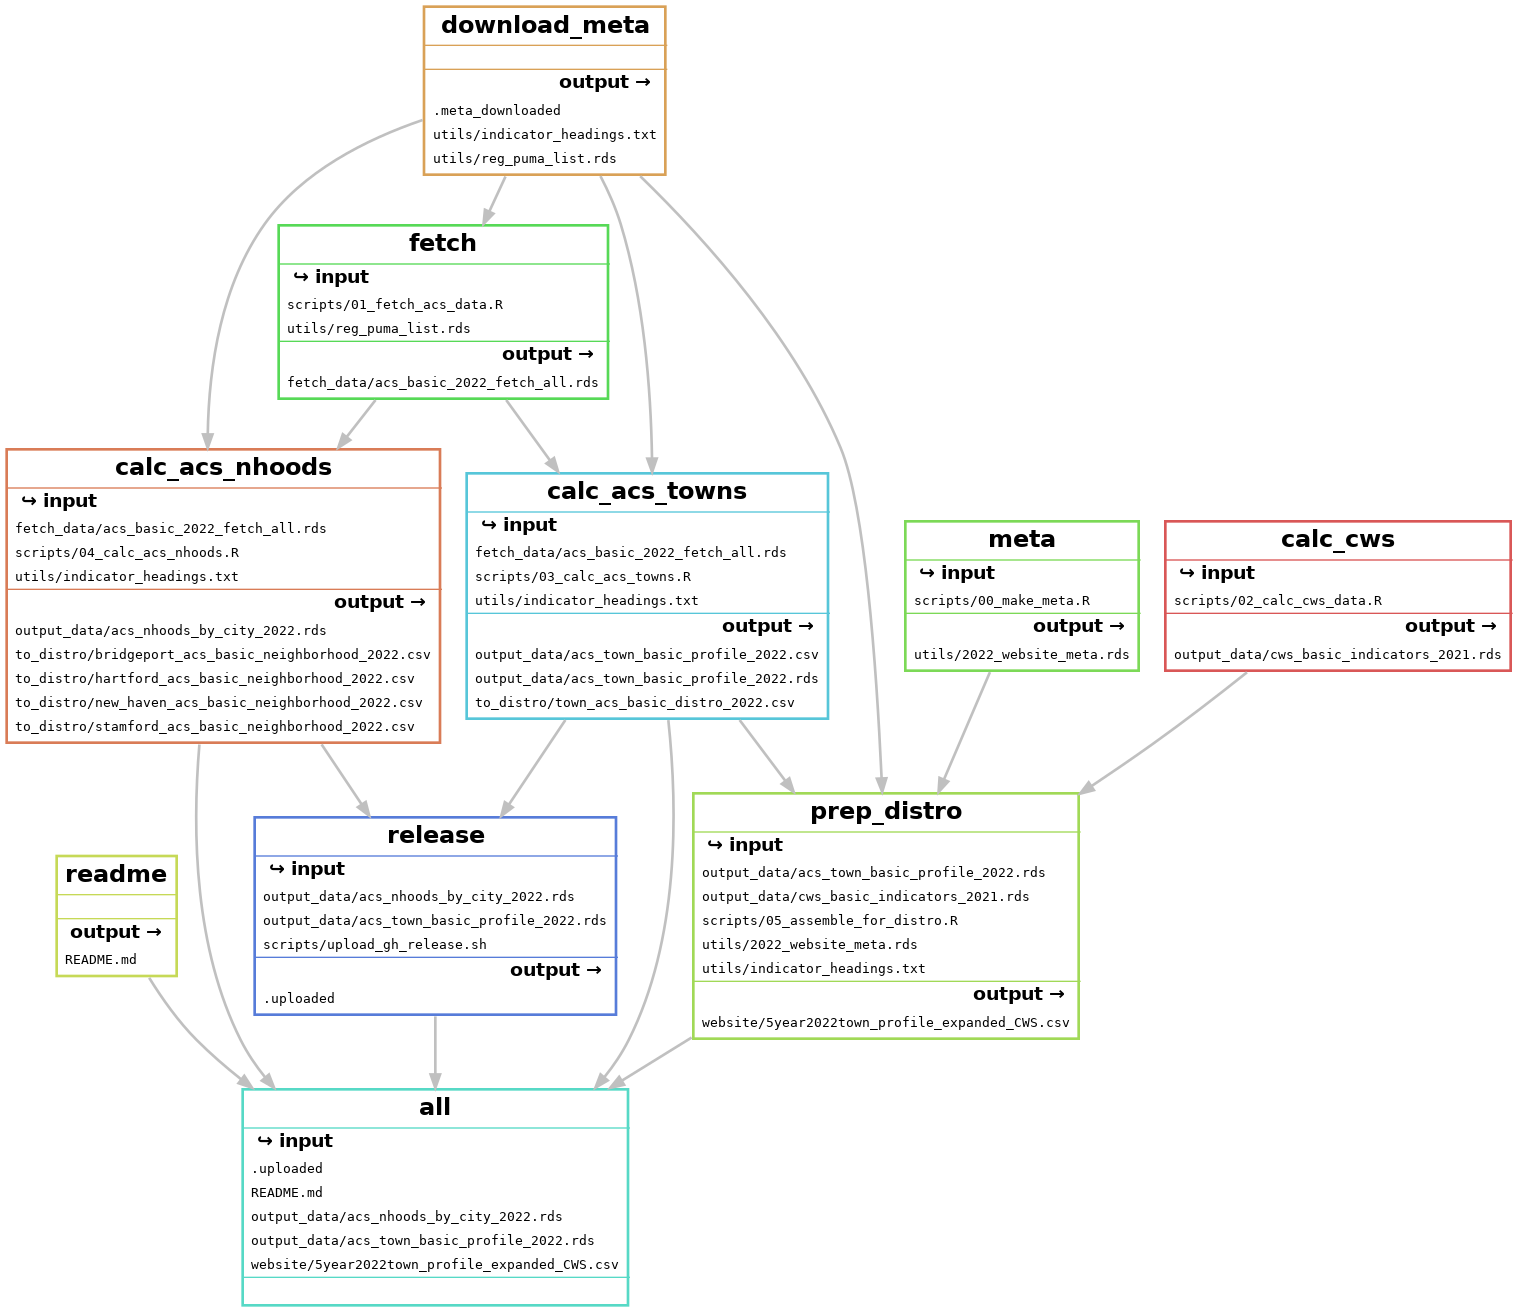 download_meta
output →
.meta_downloaded
utils/indicator_headings.txt
utils/reg_puma_list.rds
fetch
↪ input
scripts/01_fetch_acs_data.R
utils/reg_puma_list.rds
output →
fetch_data/acs_basic_2022_fetch_all.rds
calc_acs_nhoods
↪ input
fetch_data/acs_basic_2022_fetch_all.rds
scripts/04_calc_acs_nhoods.R
utils/indicator_headings.txt
output →
output_data/acs_nhoods_by_city_2022.rds
to_distro/bridgeport_acs_basic_neighborhood_2022.csv
to_distro/hartford_acs_basic_neighborhood_2022.csv
to_distro/new_haven_acs_basic_neighborhood_2022.csv
to_distro/stamford_acs_basic_neighborhood_2022.csv
calc_acs_towns
↪ input
fetch_data/acs_basic_2022_fetch_all.rds
scripts/03_calc_acs_towns.R
utils/indicator_headings.txt
output →
output_data/acs_town_basic_profile_2022.csv
output_data/acs_town_basic_profile_2022.rds
to_distro/town_acs_basic_distro_2022.csv
meta
↪ input
scripts/00_make_meta.R
output →
utils/2022_website_meta.rds
calc_cws
↪ input
scripts/02_calc_cws_data.R
output →
output_data/cws_basic_indicators_2021.rds
prep_distro
↪ input
output_data/acs_town_basic_profile_2022.rds
output_data/cws_basic_indicators_2021.rds
scripts/05_assemble_for_distro.R
utils/2022_website_meta.rds
utils/indicator_headings.txt
output →
website/5year2022town_profile_expanded_CWS.csv
release
↪ input
output_data/acs_nhoods_by_city_2022.rds
output_data/acs_town_basic_profile_2022.rds
scripts/upload_gh_release.sh
output →
.uploaded
readme
output →
README.md
all
↪ input
.uploaded
README.md
output_data/acs_nhoods_by_city_2022.rds
output_data/acs_town_basic_profile_2022.rds
website/5year2022town_profile_expanded_CWS.csv